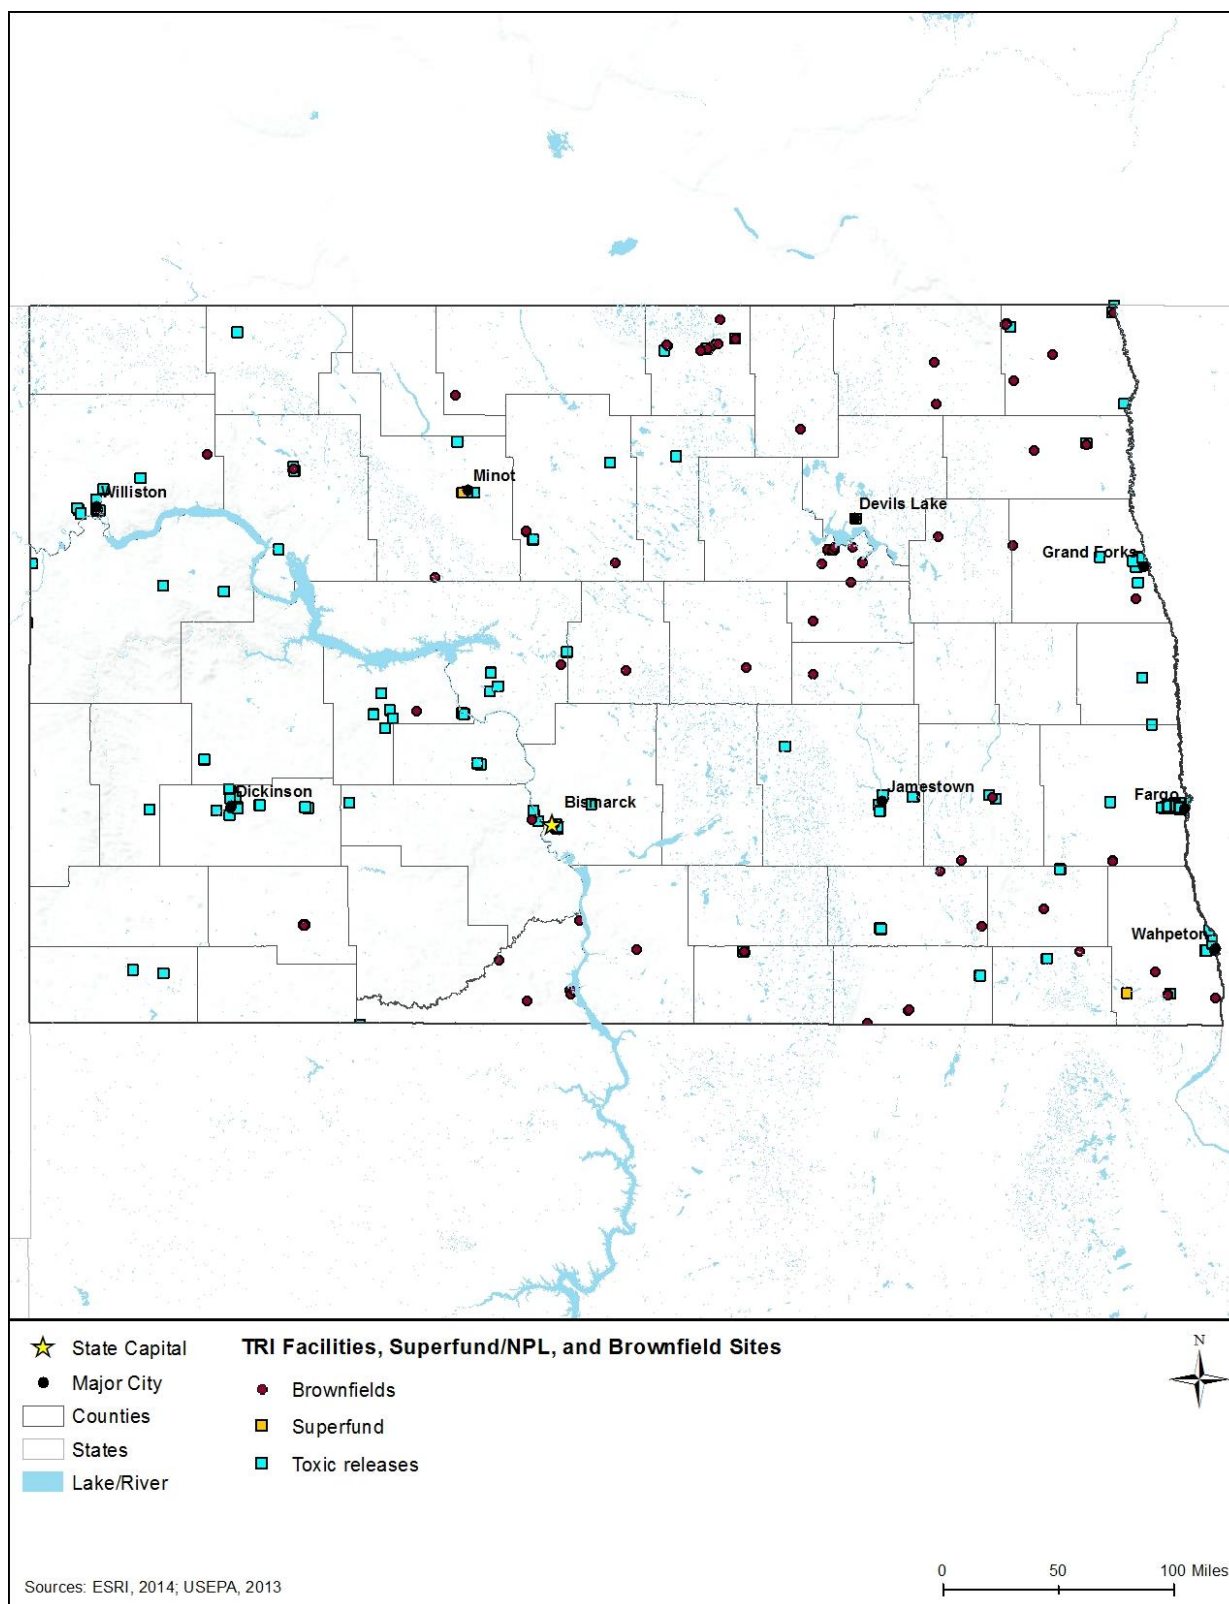 Minot
Williston
Devils Lake
Grand Forks
Dickinson
Jamestown
Bismarck
Fargo
Wahpeton
State Capital
Major City
Counties
States
Lake/River
TRI Facilities, Superfund/NPL, and Brownfield Sites
Brownfields
Superfund
Toxic releases
N
Sources: ESRI, 2014; USEPA, 2013
0 50 100 Miles